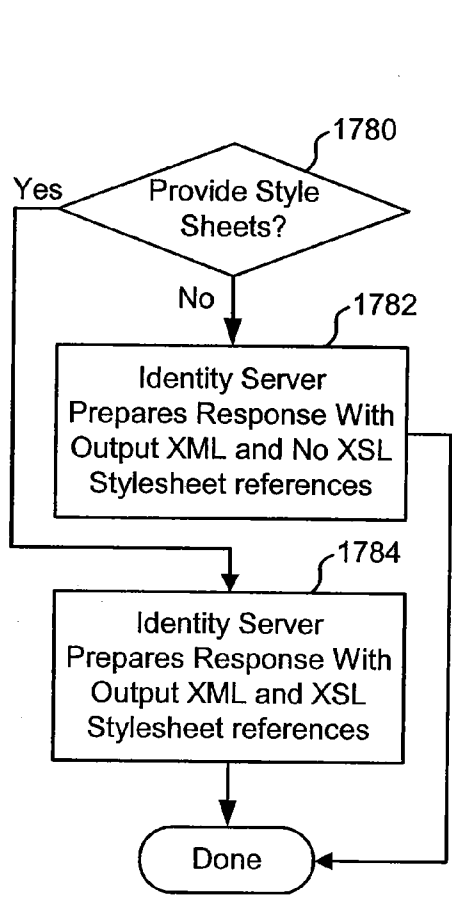 1780
Yes
Provide Style
Sheets?
No
1782
Identity Server
Prepares Response With
Output XML and No XSL
Stylesheet references
1784
Identity Server
Prepares Response With
Output XML and XSL
Stylesheet references
Done